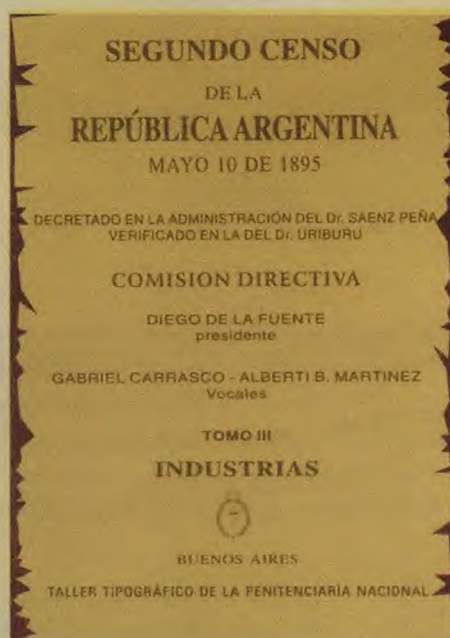 SEGUNDO CENSO
DE LA
REPÚBLICA ARGENTINA
MAYO 10 DE 1895
DECRETADO EN LA ADMINISTRACIÓN DEL Dr. SAENZ PEÑA
VERIFICADO EN LA DEL Dr. URIBURU
COMISION DIRECTIVA
DIEGO DE LA FUENTE
presidente
GABRIEL CARRASCO - ALBERTI B. MARTINEZ
Vocales
TOMO III
INDUSTRIAS
BUENOS AIRES
TALLER TIPOGRÁFICO DE LA PENITENCIARÍA NACIONAL